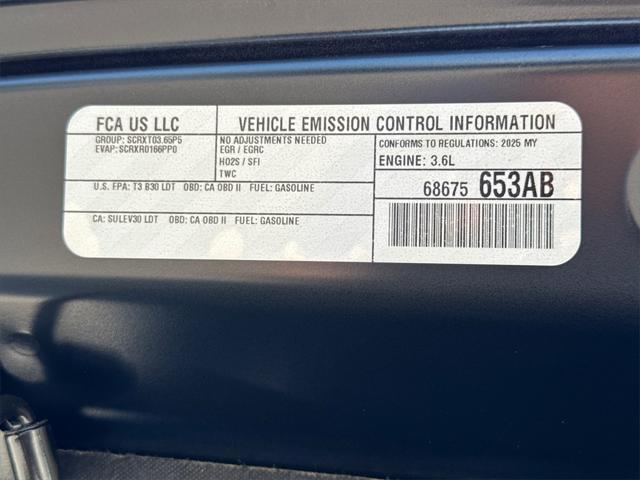 FCA US LLC
VEHICLE EMISSION CONTROL INFORMATION
GROUP: SCRXT03.65P5
EVAP: SCRXR0166PP0
NO ADJUSTMENTS NEEDED
EGR / EGRC
HO2S / SFI
TWC
CONFORMS TO REGULATIONS: 2025 MY
ENGINE: 3.6L
U.S. EPA: T3 B30 LDT OBD: CA OBD II FUEL: GASOLINE
CA: SULEV30 LDT OBD: CA OBD II FUEL: GASOLINE
68675 653AB